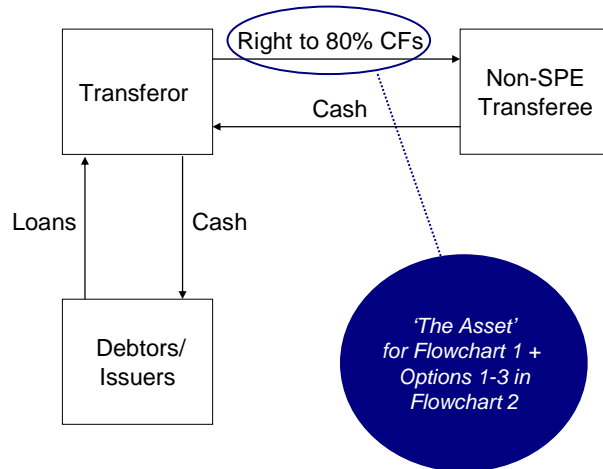 Right to 80% CFs
Transferor
Non-SPE
Transferee
Cash
Loans
Cash
Debtors/
Issuers
‘The Asset’
for Flowchart 1 +
Options 1-3 in
Flowchart 2